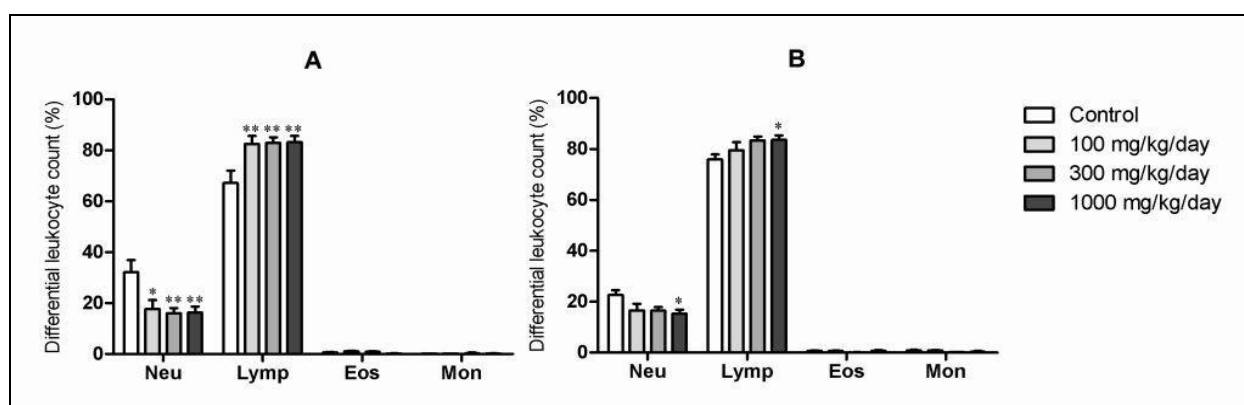 A
Differential leukocyte count (%)
100
80
60
40
20
0
*
**
**
**
**
**
Neu
Lymp
Eos
Mon
B
Differential leukocyte count (%)
100
80
60
40
20
0
*
*
Neu
Lymp
Eos
Mon
Control
100 mg/kg/day
300 mg/kg/day
1000 mg/kg/day